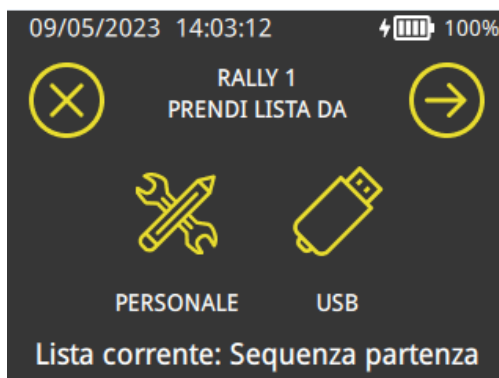 09/05/2023 14:03:12 100%
RALLY 1
PRENDI LISTA DA
PERSONALE USB
Lista corrente: Sequenza partenza